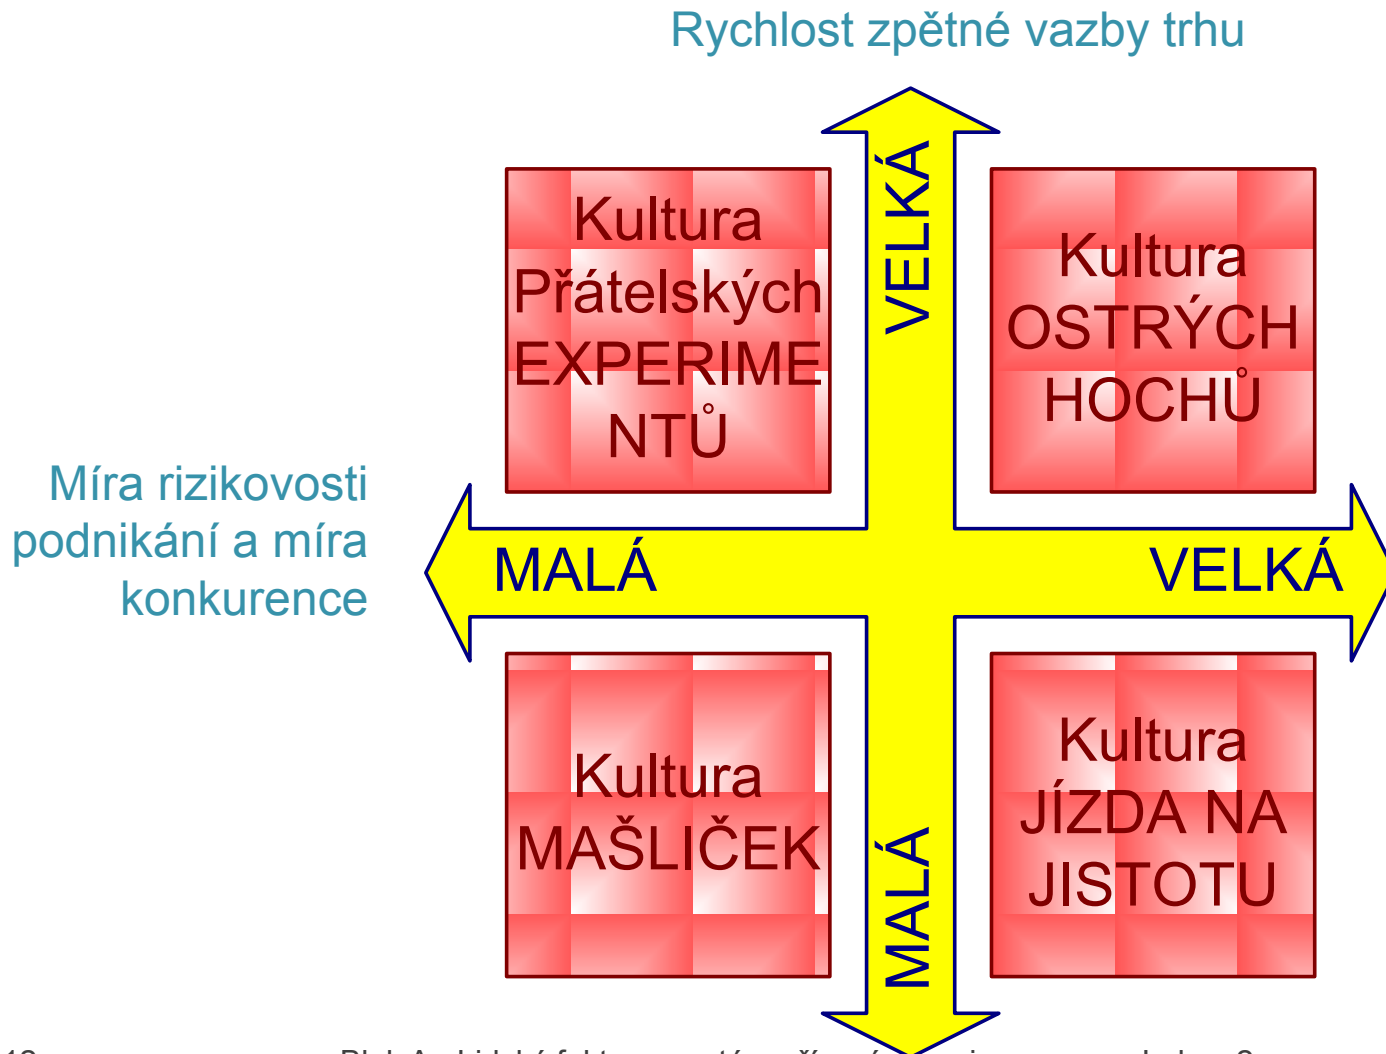 Rychlost zpětné vazby trhu
VELKÁ
Kultura
Přátelských
EXPERIME
NTŮ
Kultura
OSTRÝCH
HOCHŮ
Míra rizikovosti
podnikání a míra
konkurence
MALÁ
VELKÁ
Kultura
MAŠLIČEK
Kultura
JÍZDA NA
JISTOTU
MALÁ